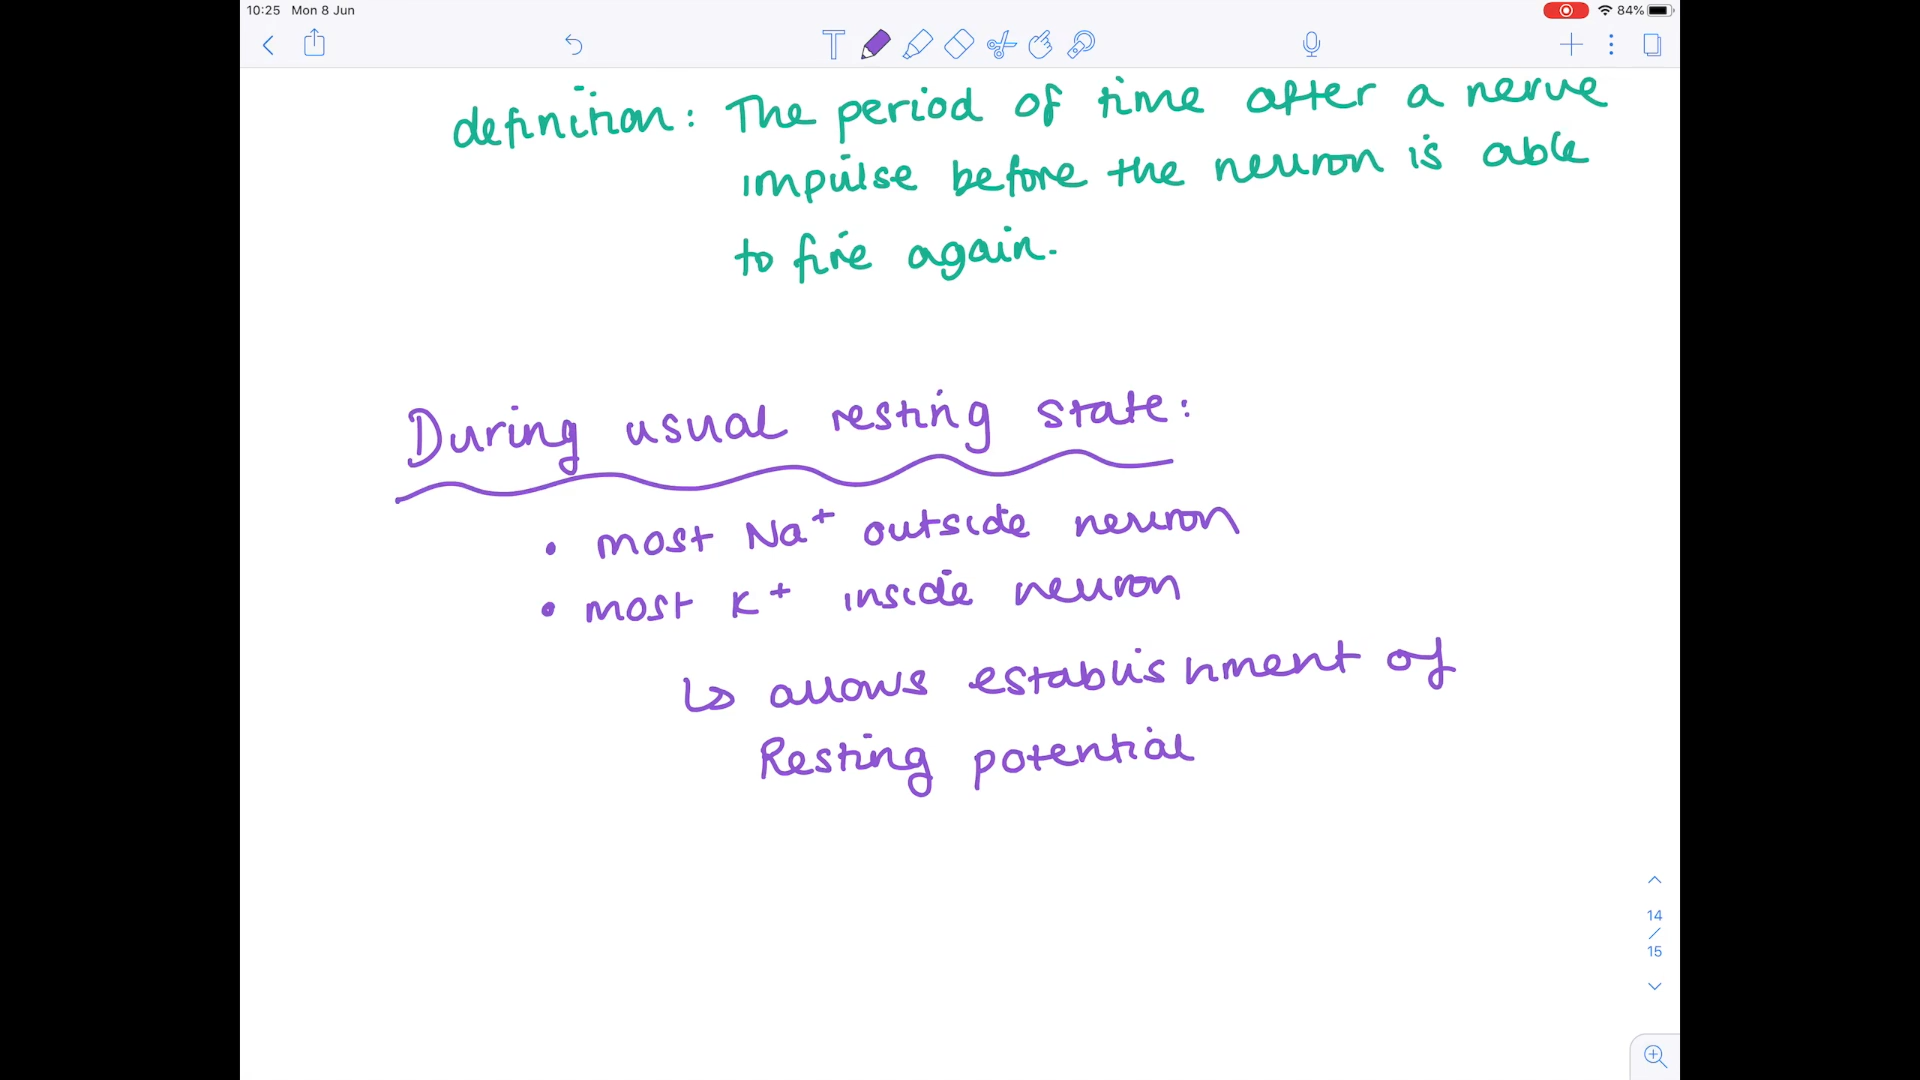 10:25 Mon 8 Jun
84%
T
definition: The period of time after a nerve
impulse before the neuron is able
to fire again.
During usual resting state:
• most Na+ outside neuron
• most K+ inside neuron
↳ allows establishment of
Resting potential
14
/
15